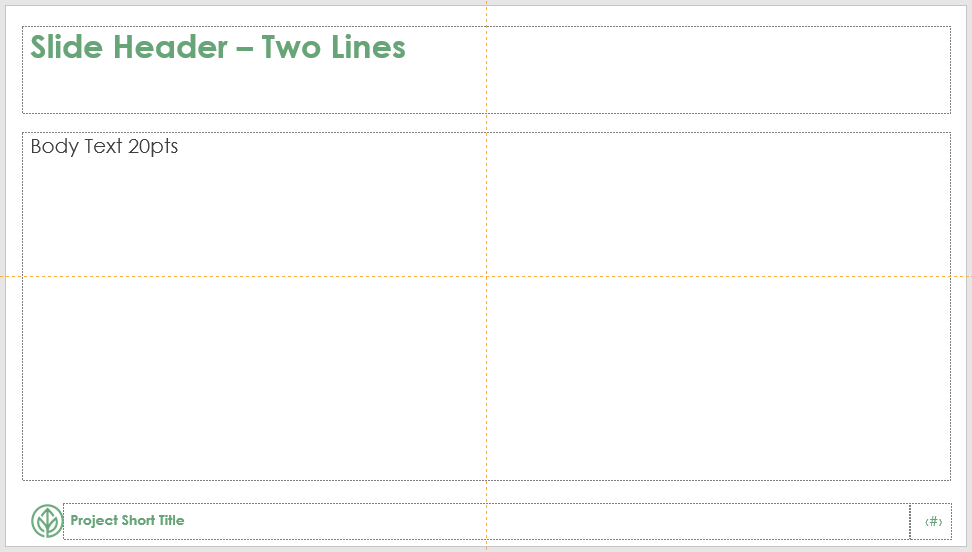 Slide Header – Two Lines
Body Text 20pts
Project Short Title
‹#›